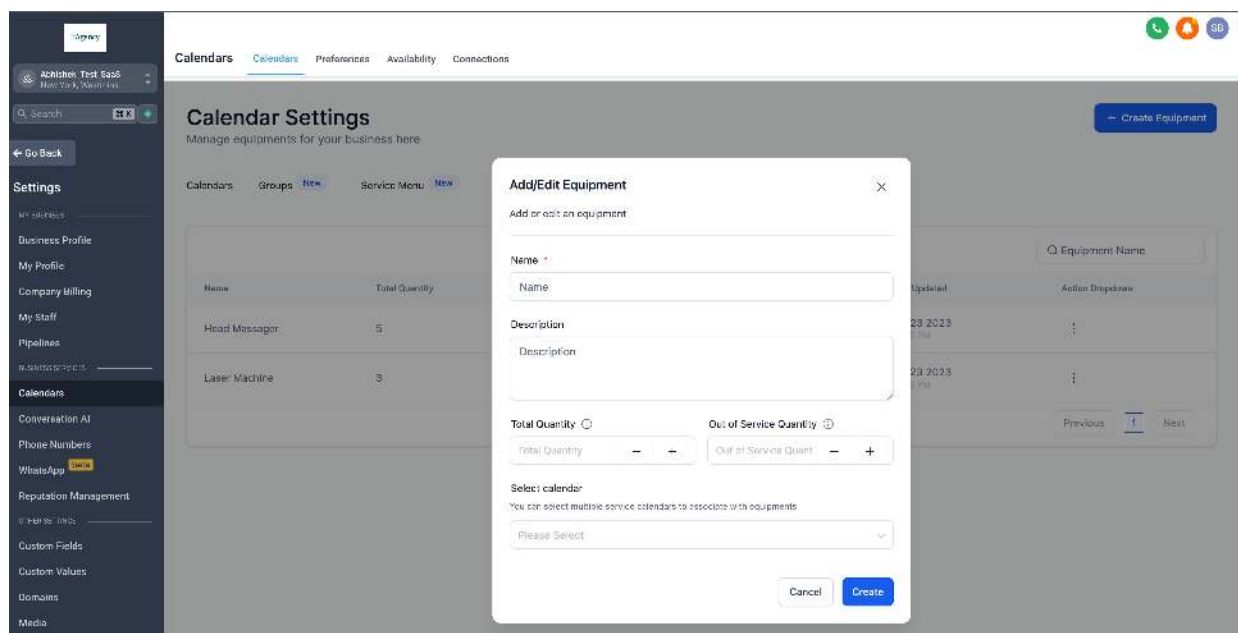 Agency
Abhishek Test SaaS
Search
⌘ K
← Go Back
Settings
Business Profile
My Profile
Company Billing
My Staff
Pipelines
Calendars
Conversation AI
Phone Numbers
WhatsApp beta
Reputation Management
Custom Fields
Custom Values
Domains
Media
SB
Calendars Calendars Preferences Availability Connections
Calendar Settings
Manage equipments for your business here
+ Create Equipment
Calendars Groups New Service Menu New
Equipment Name
Name Total Quantity Updated Action Dropdown
Head Massager 5 23 2023
Laser Machine 3 23 2023
Previous 1 Next
Add/Edit Equipment
Add or edit an equipment
Name *
Name
Description
Description
Total Quantity Out of Service Quantity
Total Quantity − + Out of Service Quant − +
Select calendar
You can select multiple service calendars to associate with equipments
Please Select
Cancel Create